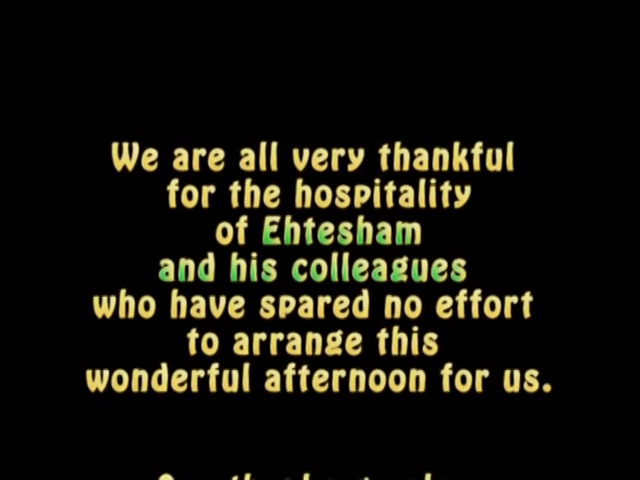 We are all very thankful
for the hospitality
of Ehtesham
and his colleagues
who have spared no effort
to arrange this
wonderful afternoon for us.